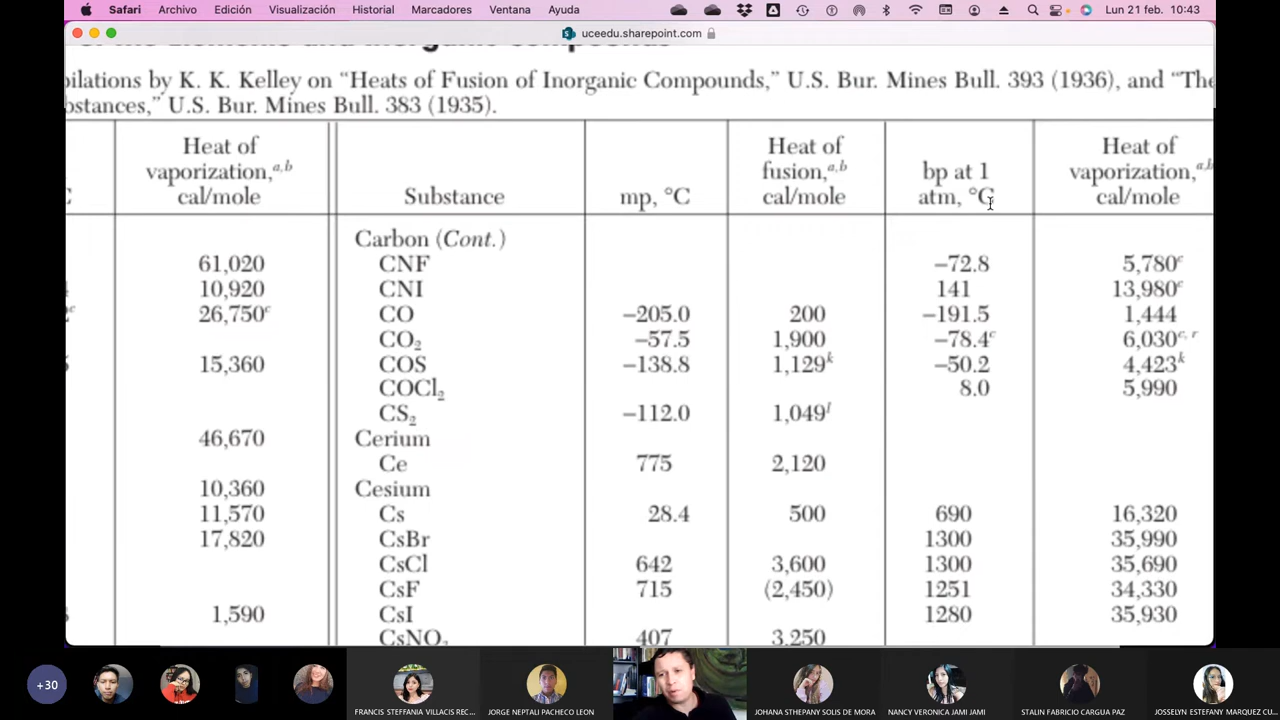 Safari Archivo Edición Visualización Historial Marcadores Ventana Ayuda Lun 21 feb. 10:43
uceedu.sharepoint.com
pilations by K. K. Kelley on “Heats of Fusion of Inorganic Compounds,” U.S. Bur. Mines Bull. 393 (1936), and “The
bstances,” U.S. Bur. Mines Bull. 383 (1935).
Heat of Heat of Heat of
vaporization,a,b fusion,a,b bp at 1 vaporization,a,b
C cal/mole Substance mp, °C cal/mole atm, °C cal/mole
Carbon (Cont.)
61,020 CNF −72.8 5,780c
10,920 CNI 141 13,980c
26,750c CO −205.0 200 −191.5 1,444
CO2 −57.5 1,900 −78.4c 6,030c, r
15,360 COS −138.8 1,129k −50.2 4,423k
COCl2 8.0 5,990
CS2 −112.0 1,049l
46,670 Cerium
Ce 775 2,120
10,360 Cesium
11,570 Cs 28.4 500 690 16,320
17,820 CsBr 1300 35,990
CsCl 642 3,600 1300 35,690
CsF 715 (2,450) 1251 34,330
1,590 CsI 1280 35,930
CsNO3 407 3,250
+30
FRANCIS STEFFANIA VILLACIS REC... JORGE NEPTALI PACHECO LEON JOHANA STHEPANY SOLIS DE MORA NANCY VERONICA JAMI JAMI STALIN FABRICIO CARGUA PAZ JOSSELYN ESTEFANY MARQUEZ CU...